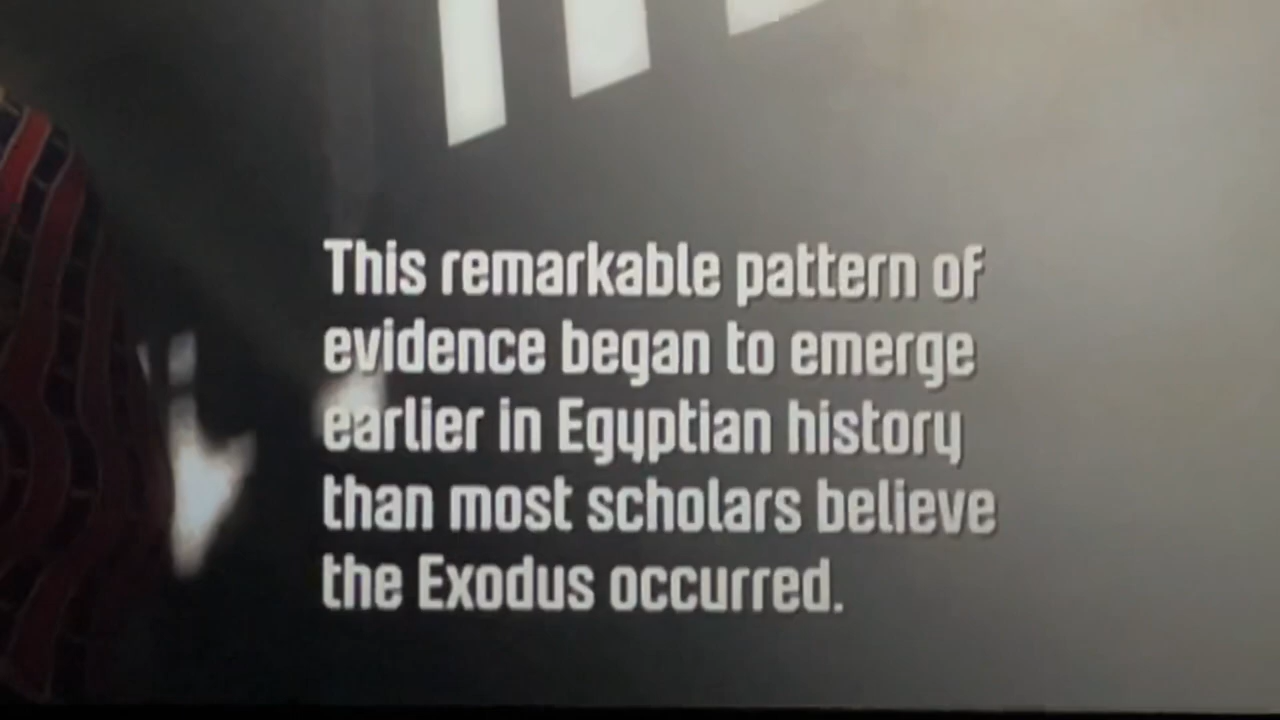 This remarkable pattern of
evidence began to emerge
earlier in Egyptian history
than most scholars believe
the Exodus occurred.